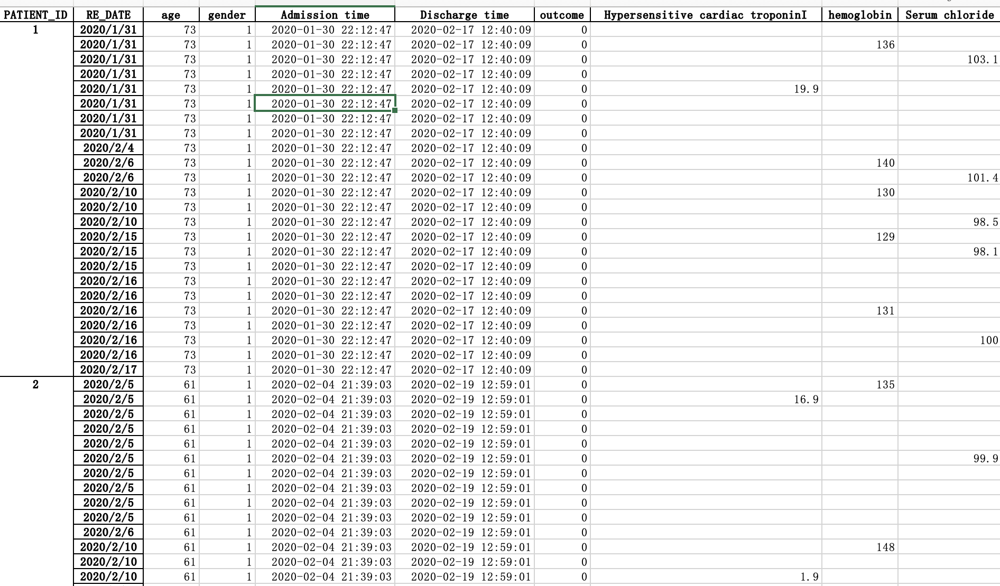 PATIENT_ID RE_DATE age gender Admission time Discharge time outcome Hypersensitive cardiac troponinI hemoglobin Serum chloride
1 2020/1/31 73 1 2020-01-30 22:12:47 2020-02-17 12:40:09 0
2020/1/31 73 1 2020-01-30 22:12:47 2020-02-17 12:40:09 0 136
2020/1/31 73 1 2020-01-30 22:12:47 2020-02-17 12:40:09 0 103.1
2020/1/31 73 1 2020-01-30 22:12:47 2020-02-17 12:40:09 0
2020/1/31 73 1 2020-01-30 22:12:47 2020-02-17 12:40:09 0 19.9
2020/1/31 73 1 2020-01-30 22:12:47 2020-02-17 12:40:09 0
2020/1/31 73 1 2020-01-30 22:12:47 2020-02-17 12:40:09 0
2020/1/31 73 1 2020-01-30 22:12:47 2020-02-17 12:40:09 0
2020/2/4 73 1 2020-01-30 22:12:47 2020-02-17 12:40:09 0
2020/2/6 73 1 2020-01-30 22:12:47 2020-02-17 12:40:09 0 140
2020/2/6 73 1 2020-01-30 22:12:47 2020-02-17 12:40:09 0 101.4
2020/2/10 73 1 2020-01-30 22:12:47 2020-02-17 12:40:09 0 130
2020/2/10 73 1 2020-01-30 22:12:47 2020-02-17 12:40:09 0
2020/2/10 73 1 2020-01-30 22:12:47 2020-02-17 12:40:09 0 98.5
2020/2/15 73 1 2020-01-30 22:12:47 2020-02-17 12:40:09 0 129
2020/2/15 73 1 2020-01-30 22:12:47 2020-02-17 12:40:09 0 98.1
2020/2/15 73 1 2020-01-30 22:12:47 2020-02-17 12:40:09 0
2020/2/16 73 1 2020-01-30 22:12:47 2020-02-17 12:40:09 0
2020/2/16 73 1 2020-01-30 22:12:47 2020-02-17 12:40:09 0
2020/2/16 73 1 2020-01-30 22:12:47 2020-02-17 12:40:09 0 131
2020/2/16 73 1 2020-01-30 22:12:47 2020-02-17 12:40:09 0
2020/2/16 73 1 2020-01-30 22:12:47 2020-02-17 12:40:09 0 100
2020/2/16 73 1 2020-01-30 22:12:47 2020-02-17 12:40:09 0
2020/2/17 73 1 2020-01-30 22:12:47 2020-02-17 12:40:09 0
2 2020/2/5 61 1 2020-02-04 21:39:03 2020-02-19 12:59:01 0 135
2020/2/5 61 1 2020-02-04 21:39:03 2020-02-19 12:59:01 0 16.9
2020/2/5 61 1 2020-02-04 21:39:03 2020-02-19 12:59:01 0
2020/2/5 61 1 2020-02-04 21:39:03 2020-02-19 12:59:01 0
2020/2/5 61 1 2020-02-04 21:39:03 2020-02-19 12:59:01 0
2020/2/5 61 1 2020-02-04 21:39:03 2020-02-19 12:59:01 0 99.9
2020/2/5 61 1 2020-02-04 21:39:03 2020-02-19 12:59:01 0
2020/2/5 61 1 2020-02-04 21:39:03 2020-02-19 12:59:01 0
2020/2/5 61 1 2020-02-04 21:39:03 2020-02-19 12:59:01 0
2020/2/5 61 1 2020-02-04 21:39:03 2020-02-19 12:59:01 0
2020/2/6 61 1 2020-02-04 21:39:03 2020-02-19 12:59:01 0
2020/2/10 61 1 2020-02-04 21:39:03 2020-02-19 12:59:01 0 148
2020/2/10 61 1 2020-02-04 21:39:03 2020-02-19 12:59:01 0
2020/2/10 61 1 2020-02-04 21:39:03 2020-02-19 12:59:01 0 1.9